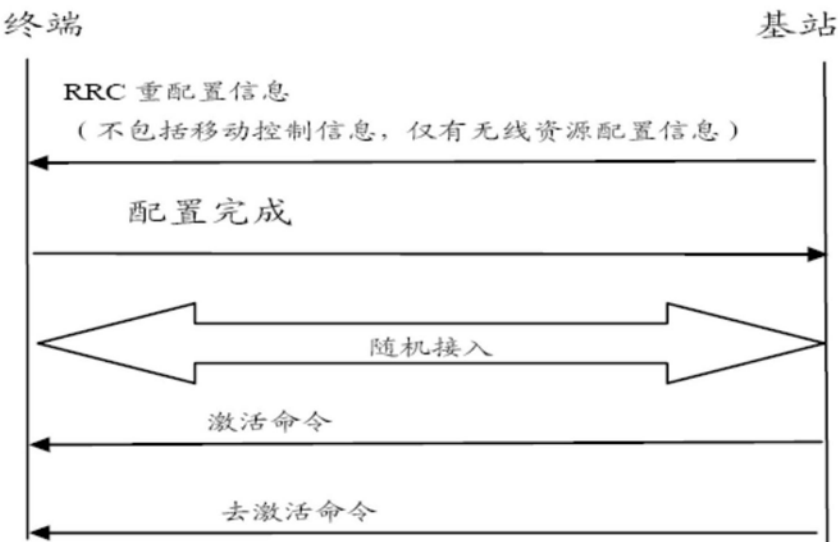 终端
基站
RRC 重配置信息
（不包括移动控制信息，仅有无线资源配置信息）
配置完成
随机接入
激活命令
去激活命令